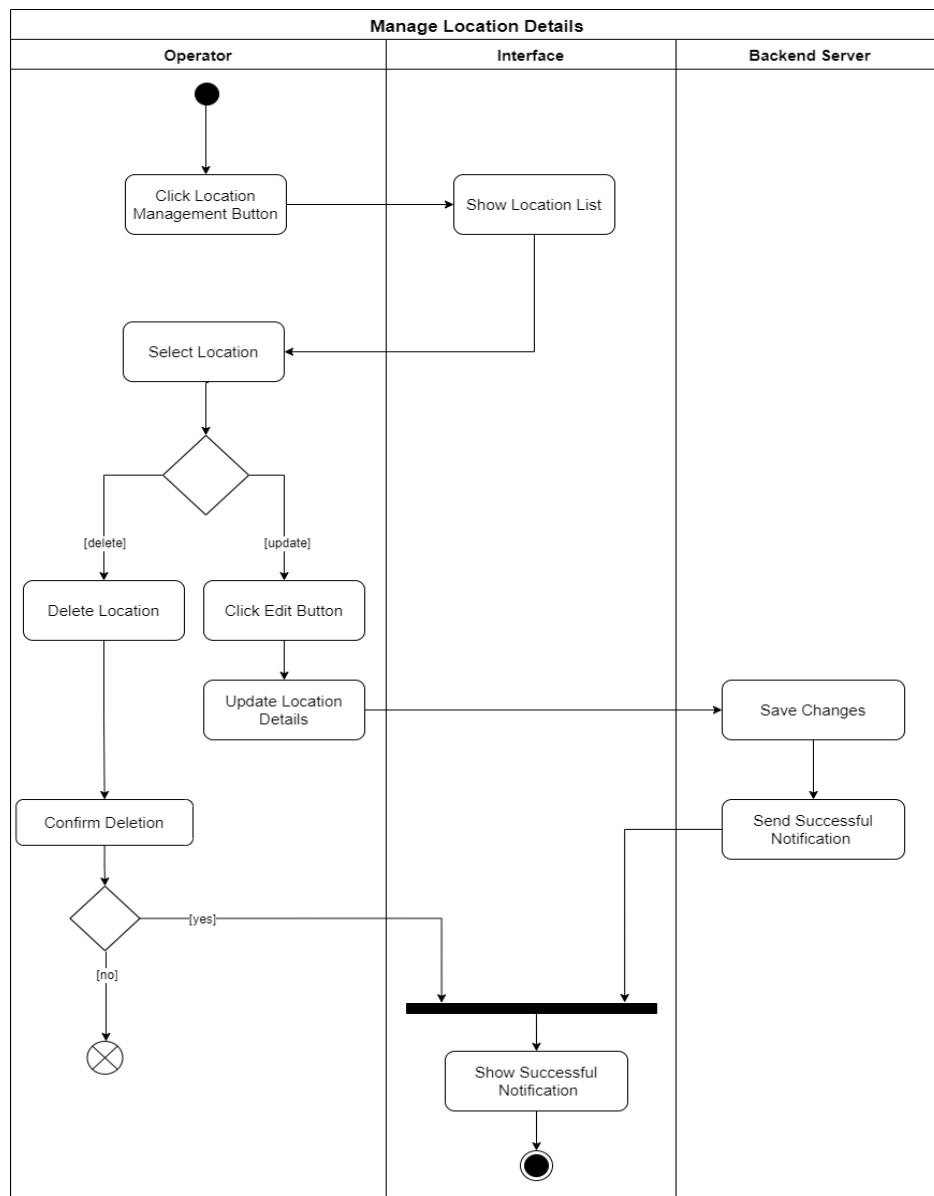 Manage Location Details
Operator
Interface
Backend Server
Click Location
Management Button
Show Location List
Select Location
[delete]
[update]
Delete Location
Click Edit Button
Update Location
Details
Save Changes
Confirm Deletion
Send Successful
Notification
[yes]
[no]
Show Successful
Notification